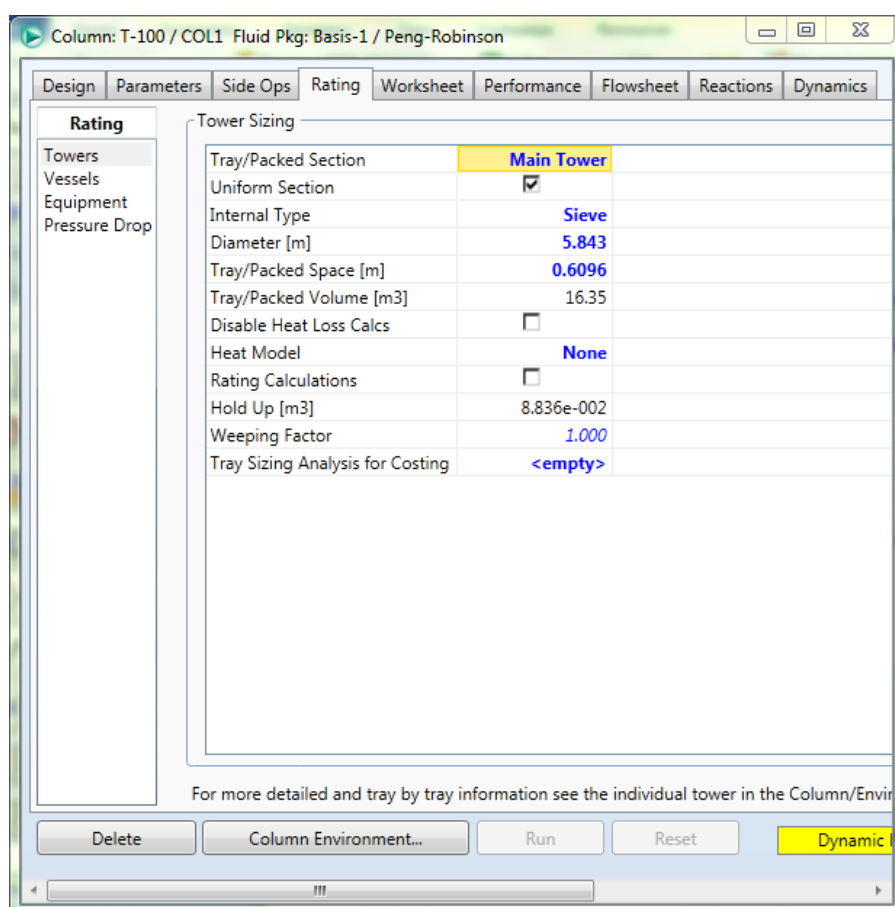 Column: T-100 / COL1 Fluid Pkg: Basis-1 / Peng-Robinson
Design Parameters Side Ops Rating Worksheet Performance Flowsheet Reactions Dynamics
Rating
Towers
Vessels
Equipment
Pressure Drop
Tower Sizing
Tray/Packed Section Main Tower
Uniform Section
Internal Type Sieve
Diameter [m] 5.843
Tray/Packed Space [m] 0.6096
Tray/Packed Volume [m3] 16.35
Disable Heat Loss Calcs
Heat Model None
Rating Calculations
Hold Up [m3] 8.836e-002
Weeping Factor 1.000
Tray Sizing Analysis for Costing <empty>
For more detailed and tray by tray information see the individual tower in the Column/Envir
Delete Column Environment... Run Reset Dynamic